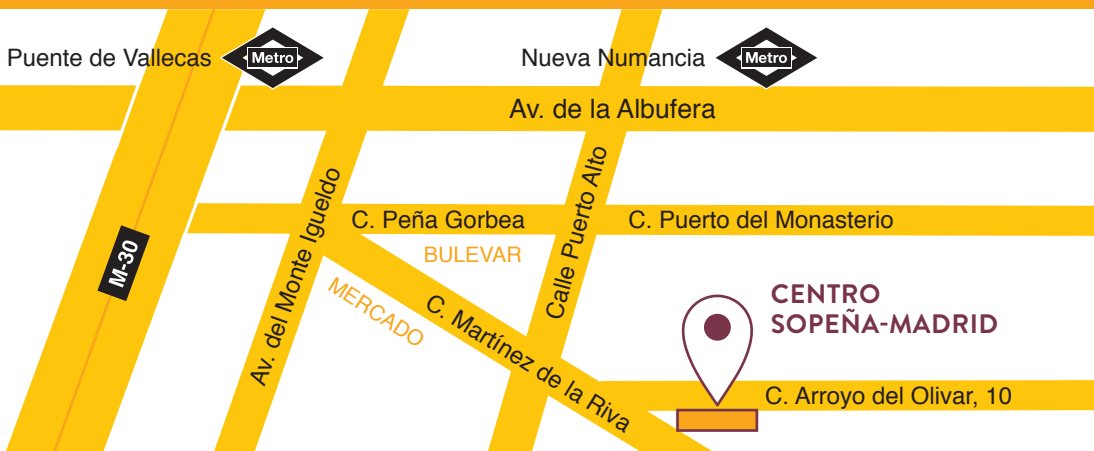 Puente de Vallecas
Metro
Nueva Numancia
Metro
Av. de la Albufera
M-30
Av. del Monte Igueldo
C. Peña Gorbea
BULEVAR
MERCADO
C. Martínez de la Riva
Calle Puerto Alto
C. Puerto del Monasterio
CENTRO
SOPEÑA-MADRID
C. Arroyo del Olivar, 10